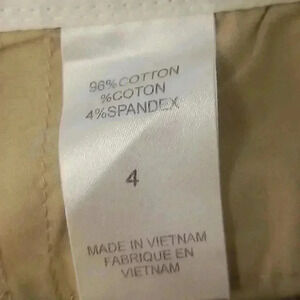 96%COTTON
%COTON
4%SPANDEX
4
MADE IN VIETNAM
FABRIQUE EN
VIETNAM